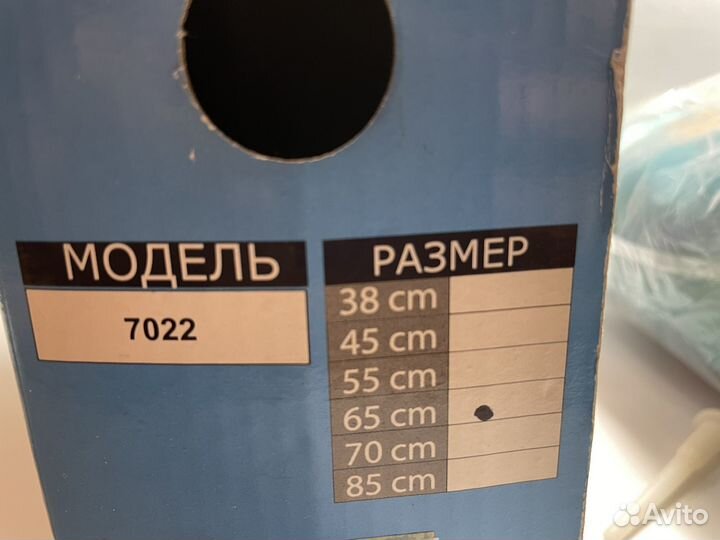 МОДЕЛЬ
7022
РАЗМЕР
38 cm
45 cm
55 cm
65 cm
70 cm
85 cm
Avito